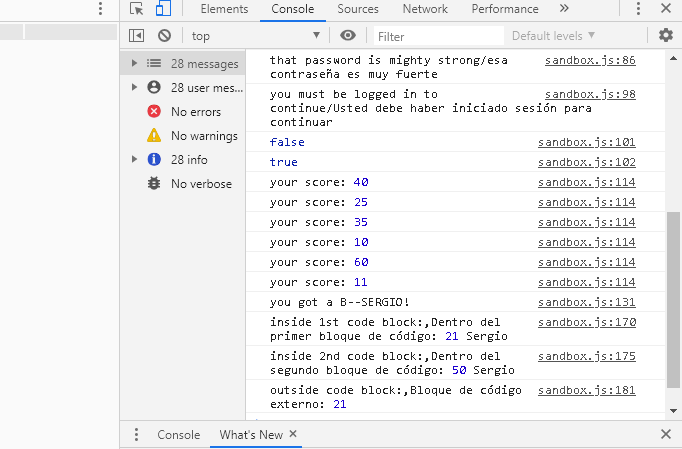 Elements Console Sources Network Performance »
top Filter Default levels
28 messages
28 user mes...
No errors
No warnings
28 info
No verbose
that password is mighty strong/esa sandbox.js:86
contraseña es muy fuerte
you must be logged in to sandbox.js:98
continue/Usted debe haber iniciado sesión para
continuar
false sandbox.js:101
true sandbox.js:102
your score: 40 sandbox.js:114
your score: 25 sandbox.js:114
your score: 35 sandbox.js:114
your score: 10 sandbox.js:114
your score: 60 sandbox.js:114
your score: 11 sandbox.js:114
you got a B--SERGIO! sandbox.js:131
inside 1st code block:,Dentro del sandbox.js:170
primer bloque de código: 21 Sergio
inside 2nd code block:,Dentro del sandbox.js:175
segundo bloque de código: 50 Sergio
outside code block:,Bloque de código sandbox.js:181
externo: 21
Console What's New ×